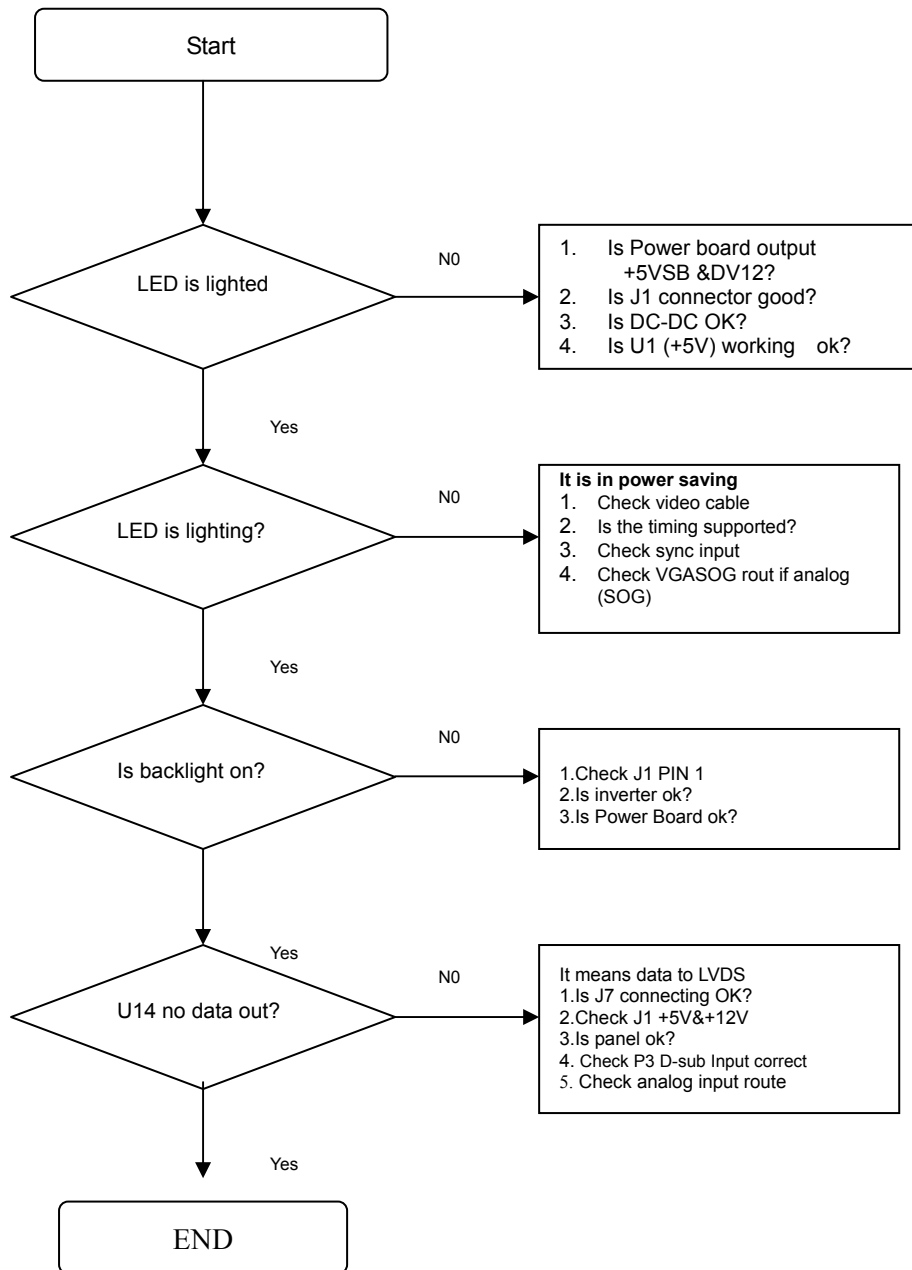 Start
LED is lighted
N0
1. Is Power board output
+5VSB &DV12?
2. Is J1 connector good?
3. Is DC-DC OK?
4. Is U1 (+5V) working ok?
Yes
LED is lighting?
N0
It is in power saving
1. Check video cable
2. Is the timing supported?
3. Check sync input
4. Check VGASOG rout if analog
(SOG)
Yes
Is backlight on?
N0
1.Check J1 PIN 1
2.Is inverter ok?
3.Is Power Board ok?
Yes
U14 no data out?
N0
It means data to LVDS
1.Is J7 connecting OK?
2.Check J1 +5V&+12V
3.Is panel ok?
4. Check P3 D-sub Input correct
5. Check analog input route
Yes
END